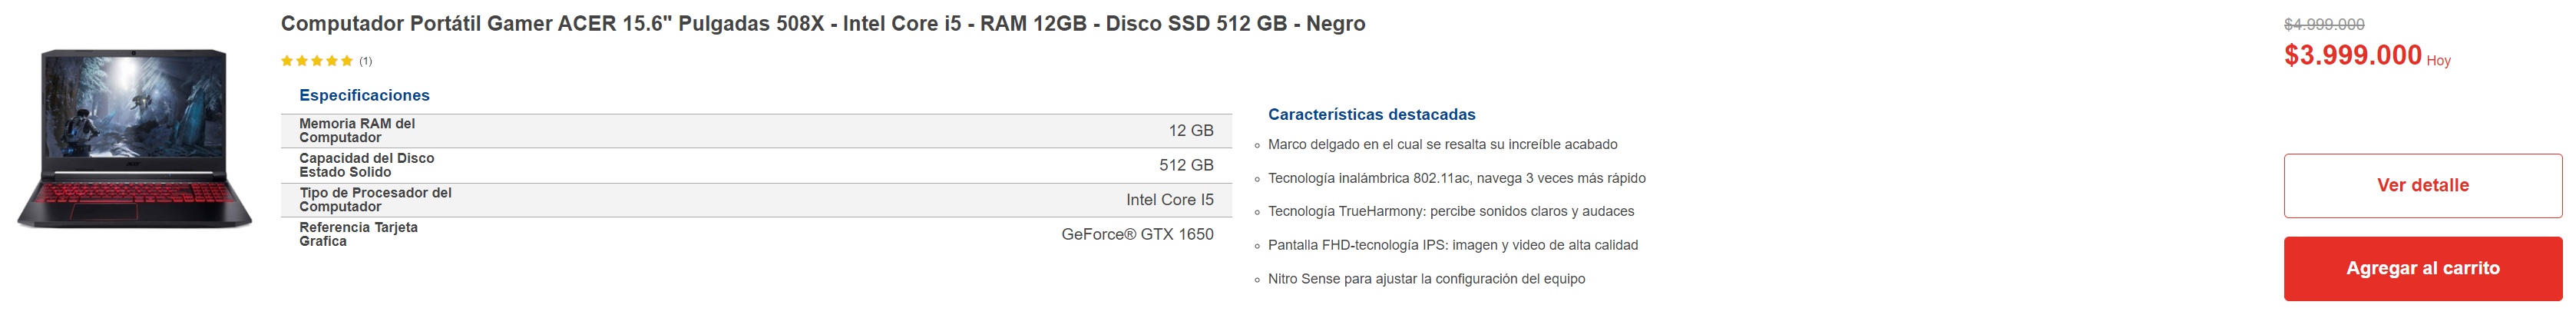 Computador Portátil Gamer ACER 15.6" Pulgadas 508X - Intel Core i5 - RAM 12GB - Disco SSD 512 GB - Negro
(1)
Especificaciones
Memoria RAM del
Computador
12 GB
Capacidad del Disco
Estado Solido
512 GB
Tipo de Procesador del
Computador
Intel Core I5
Referencia Tarjeta
Grafica
GeForce® GTX 1650
Características destacadas
Marco delgado en el cual se resalta su increíble acabado
Tecnología inalámbrica 802.11ac, navega 3 veces más rápido
Tecnología TrueHarmony: percibe sonidos claros y audaces
Pantalla FHD-tecnología IPS: imagen y video de alta calidad
Nitro Sense para ajustar la configuración del equipo
$4.999.000
$3.999.000 Hoy
Ver detalle
Agregar al carrito